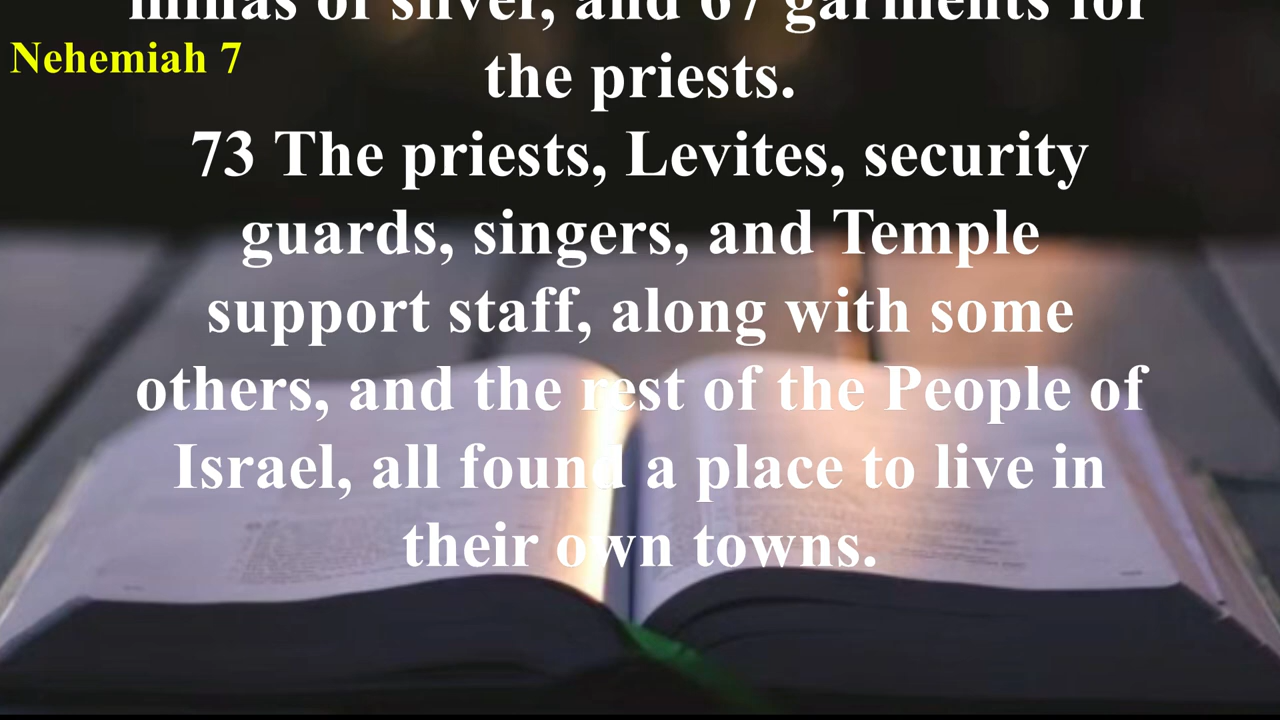 minas of silver, and 67 garments for
Nehemiah 7
the priests.
73 The priests, Levites, security
guards, singers, and Temple
support staff, along with some
others, and the rest of the People of
Israel, all found a place to live in
their own towns.